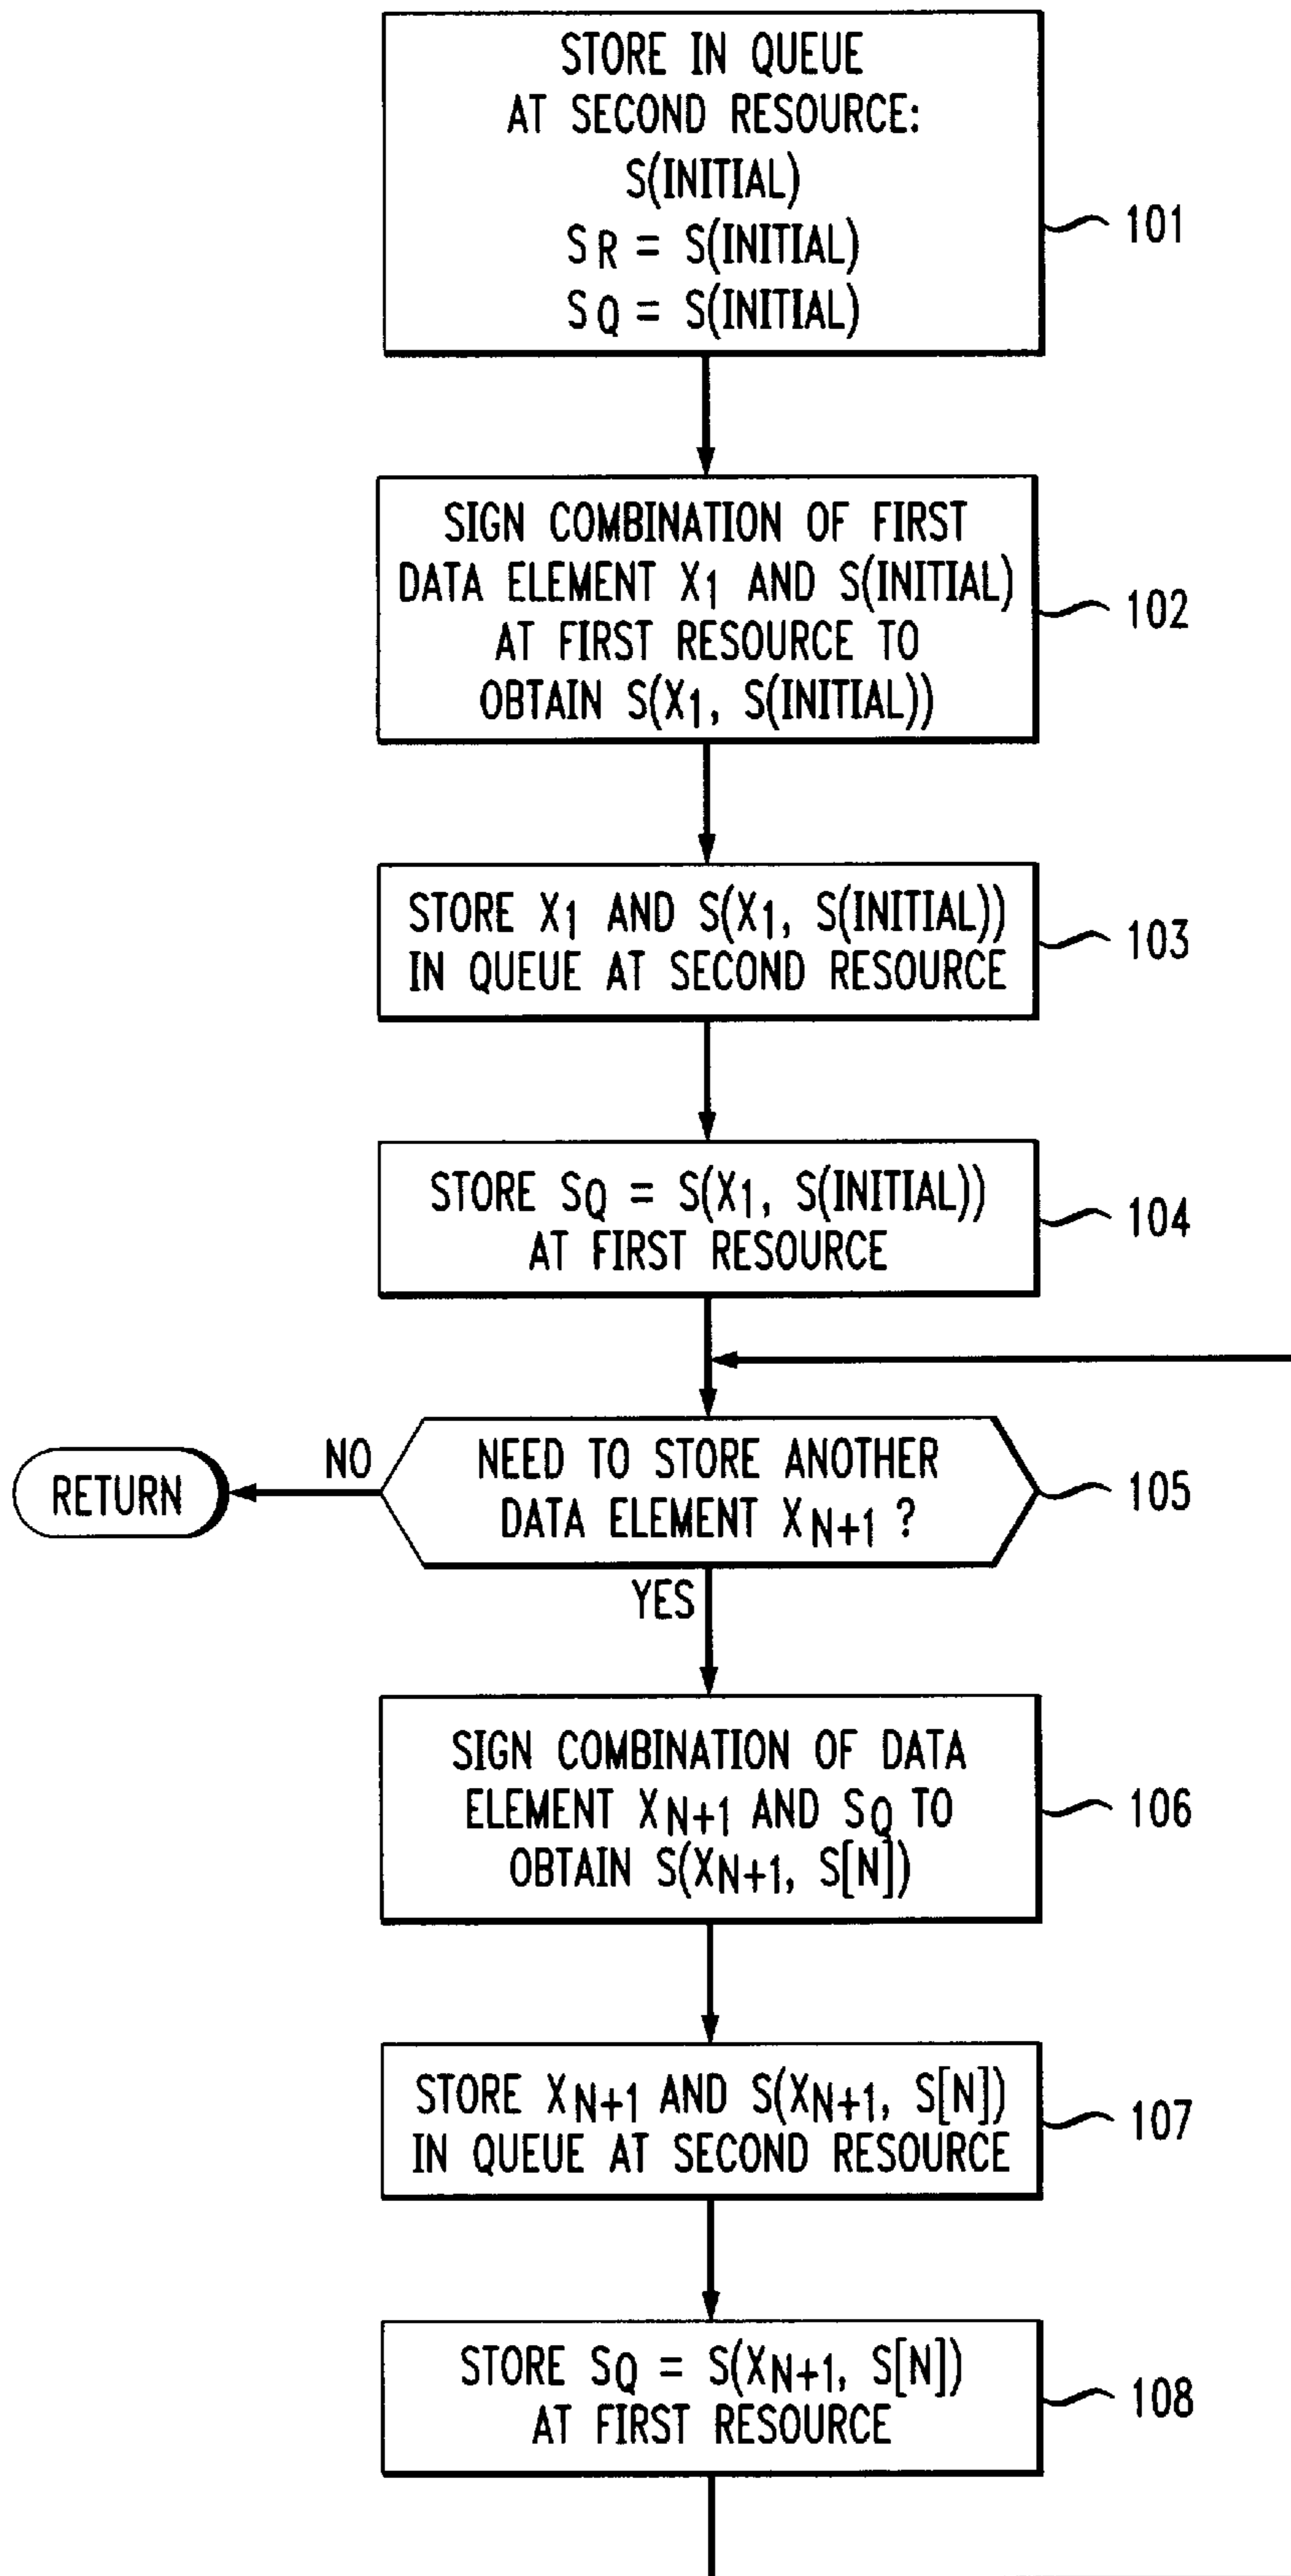 STORE IN QUEUE
AT SECOND RESOURCE:
S(INITIAL)
SR = S(INITIAL)
SQ = S(INITIAL)
101
SIGN COMBINATION OF FIRST
DATA ELEMENT X1 AND S(INITIAL)
AT FIRST RESOURCE TO
OBTAIN S(X1, S(INITIAL))
102
STORE X1 AND S(X1, S(INITIAL))
IN QUEUE AT SECOND RESOURCE
103
STORE SQ = S(X1, S(INITIAL))
AT FIRST RESOURCE
104
NEED TO STORE ANOTHER
DATA ELEMENT XN+1 ?
105
NO
RETURN
YES
SIGN COMBINATION OF DATA
ELEMENT XN+1 AND SQ TO
OBTAIN S(XN+1, S[N])
106
STORE XN+1 AND S(XN+1, S[N])
IN QUEUE AT SECOND RESOURCE
107
STORE SQ = S(XN+1, S[N])
AT FIRST RESOURCE
108